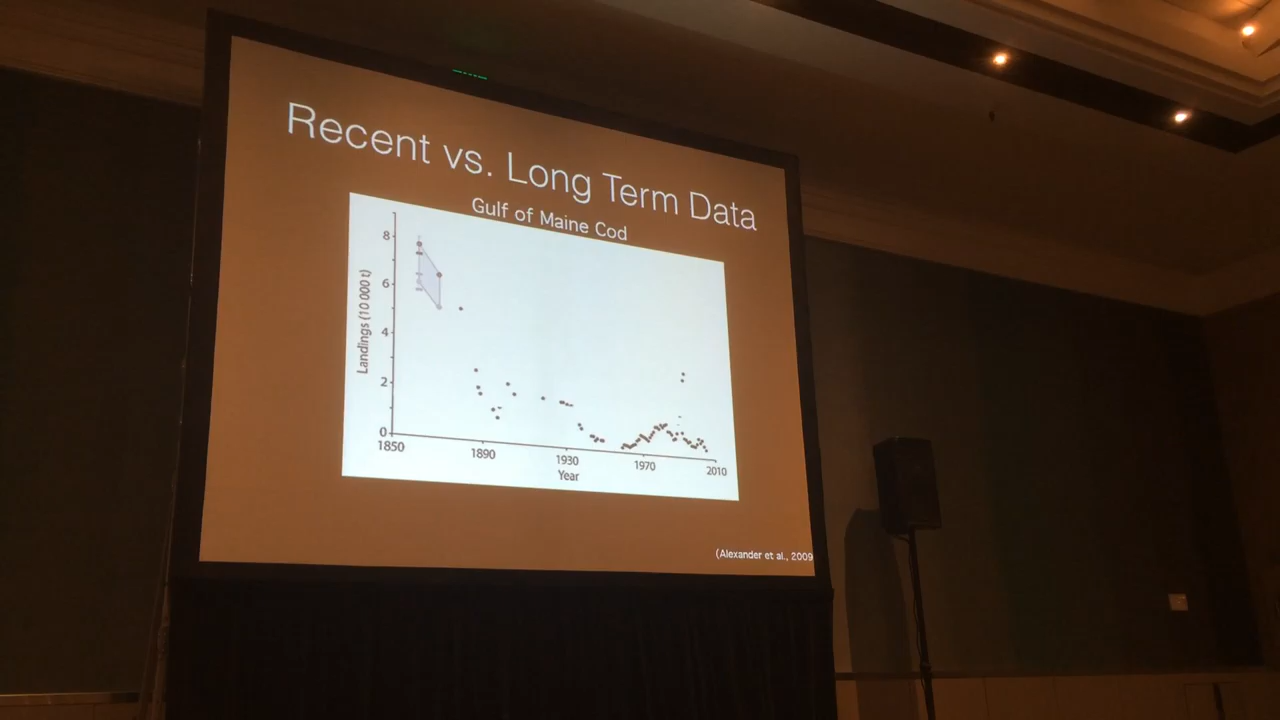 Recent vs. Long Term Data
Gulf of Maine Cod
8
6
4
2
0
Landings (10 000 t)
1850
1890
1930
1970
2010
Year
(Alexander et al., 2009